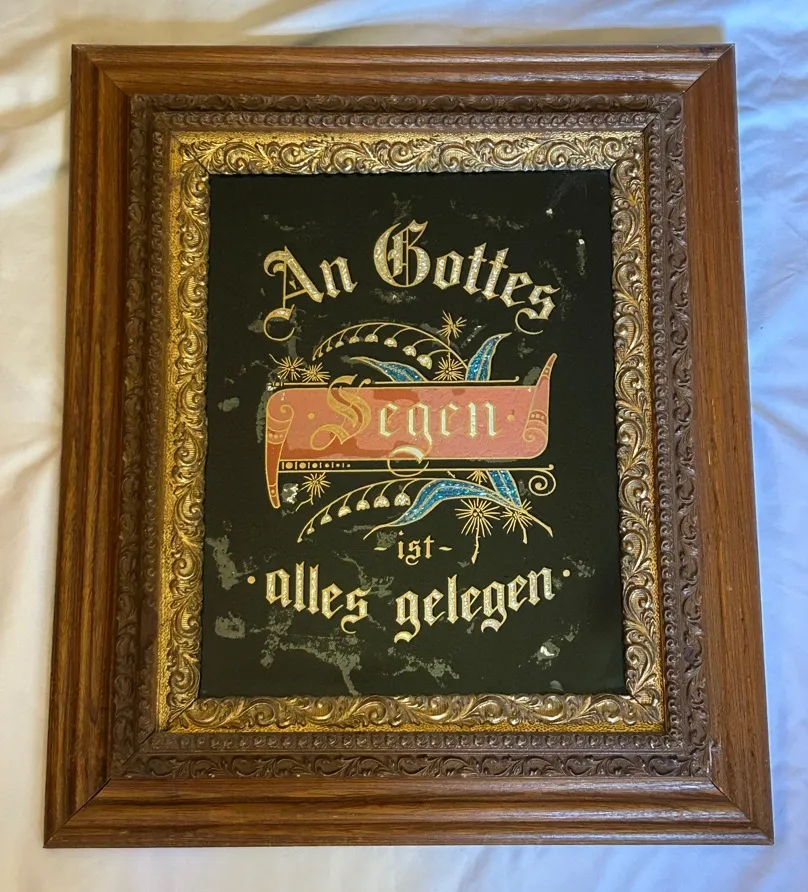 An Gottes
· Segen ·
- ist -
· alles gelegen ·